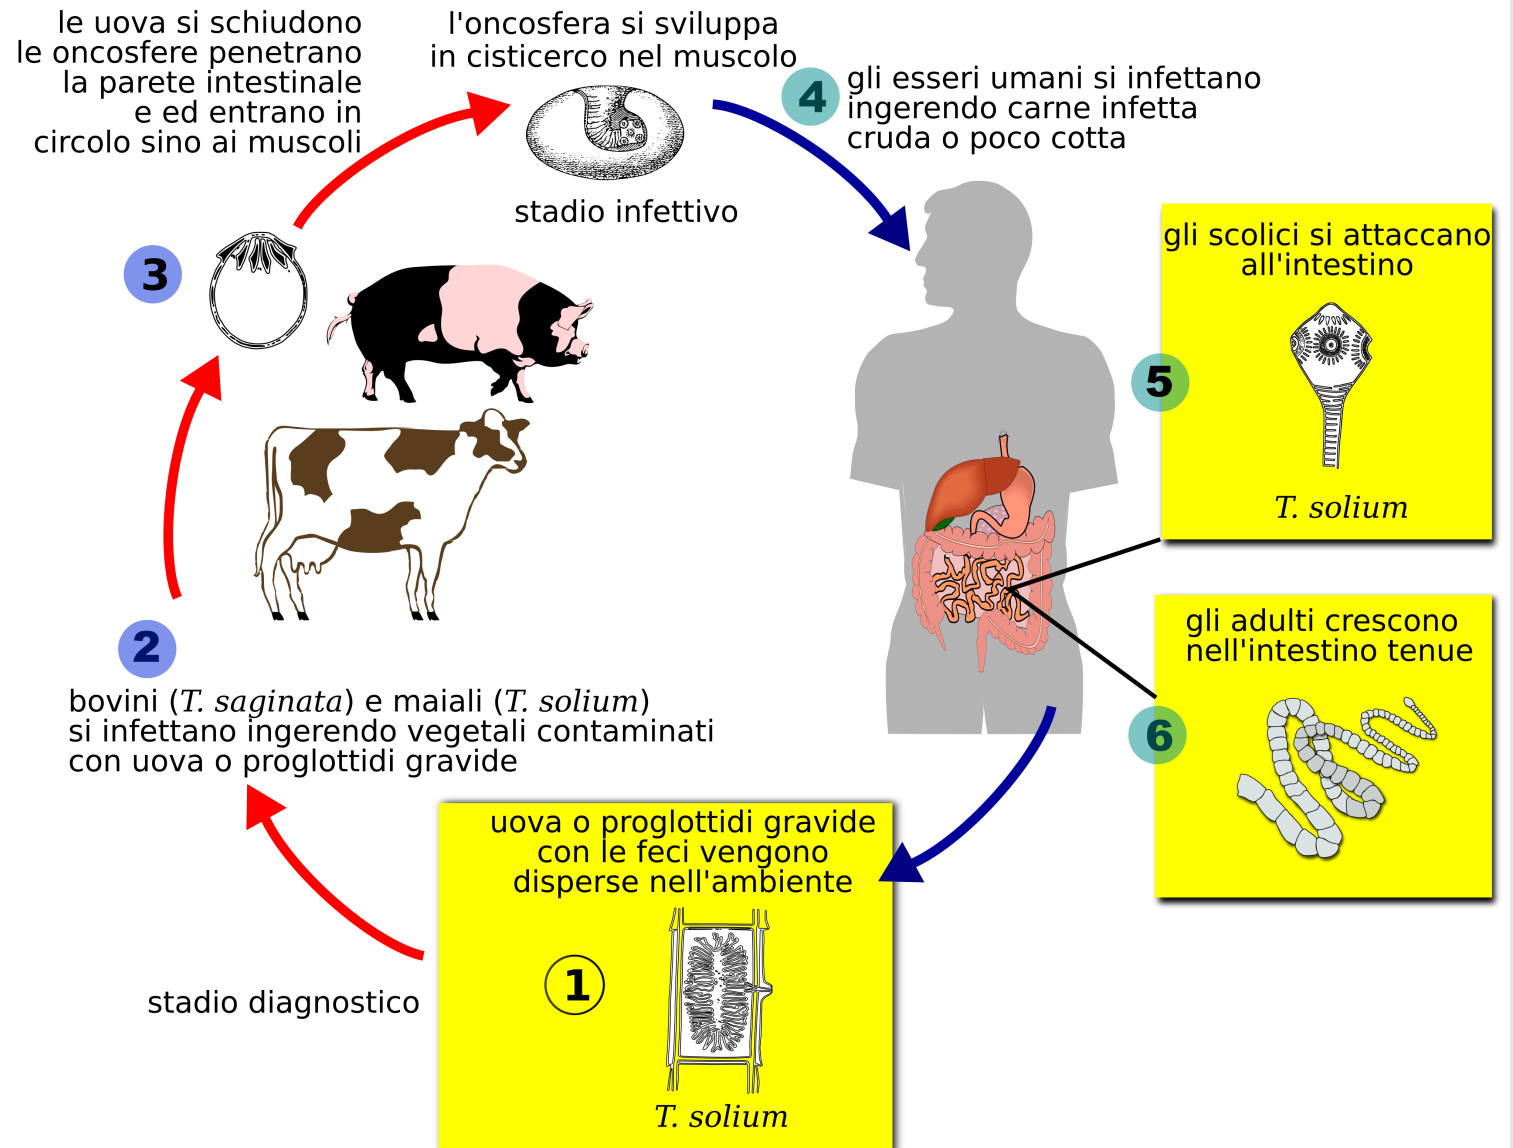 le uova si schiudono
le oncosfere penetrano
la parete intestinale
e ed entrano in
circolo sino ai muscoli
l'oncosfera si sviluppa
in cisticerco nel muscolo
stadio infettivo
4
gli esseri umani si infettano
ingerendo carne infetta
cruda o poco cotta
3
gli scolici si attaccano
all'intestino
5
T. solium
2
bovini (T. saginata) e maiali (T. solium)
si infettano ingerendo vegetali contaminati
con uova o proglottidi gravide
gli adulti crescono
nell'intestino tenue
6
uova o proglottidi gravide
con le feci vengono
disperse nell'ambiente
1
stadio diagnostico
T. solium